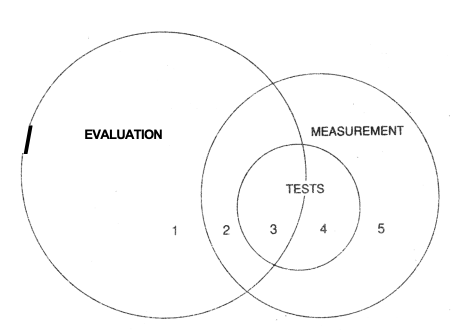 EVALUATION
MEASUREMENT
TESTS
1 2 3 4 5